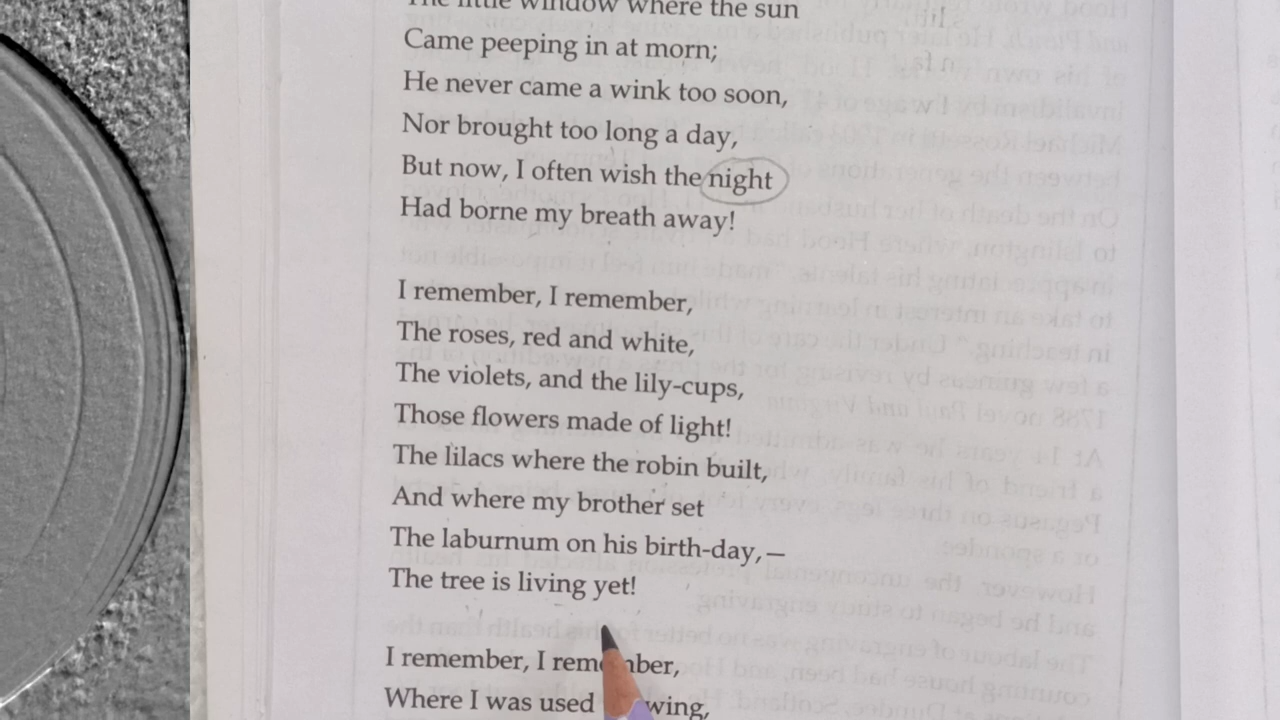 The little window where the sun
Came peeping in at morn;
He never came a wink too soon,
Nor brought too long a day,
But now, I often wish the night
Had borne my breath away!
I remember, I remember,
The roses, red and white,
The violets, and the lily-cups,
Those flowers made of light!
The lilacs where the robin built,
And where my brother set
The laburnum on his birth-day,—
The tree is living yet!
I remember, I remember,
Where I was used wing,